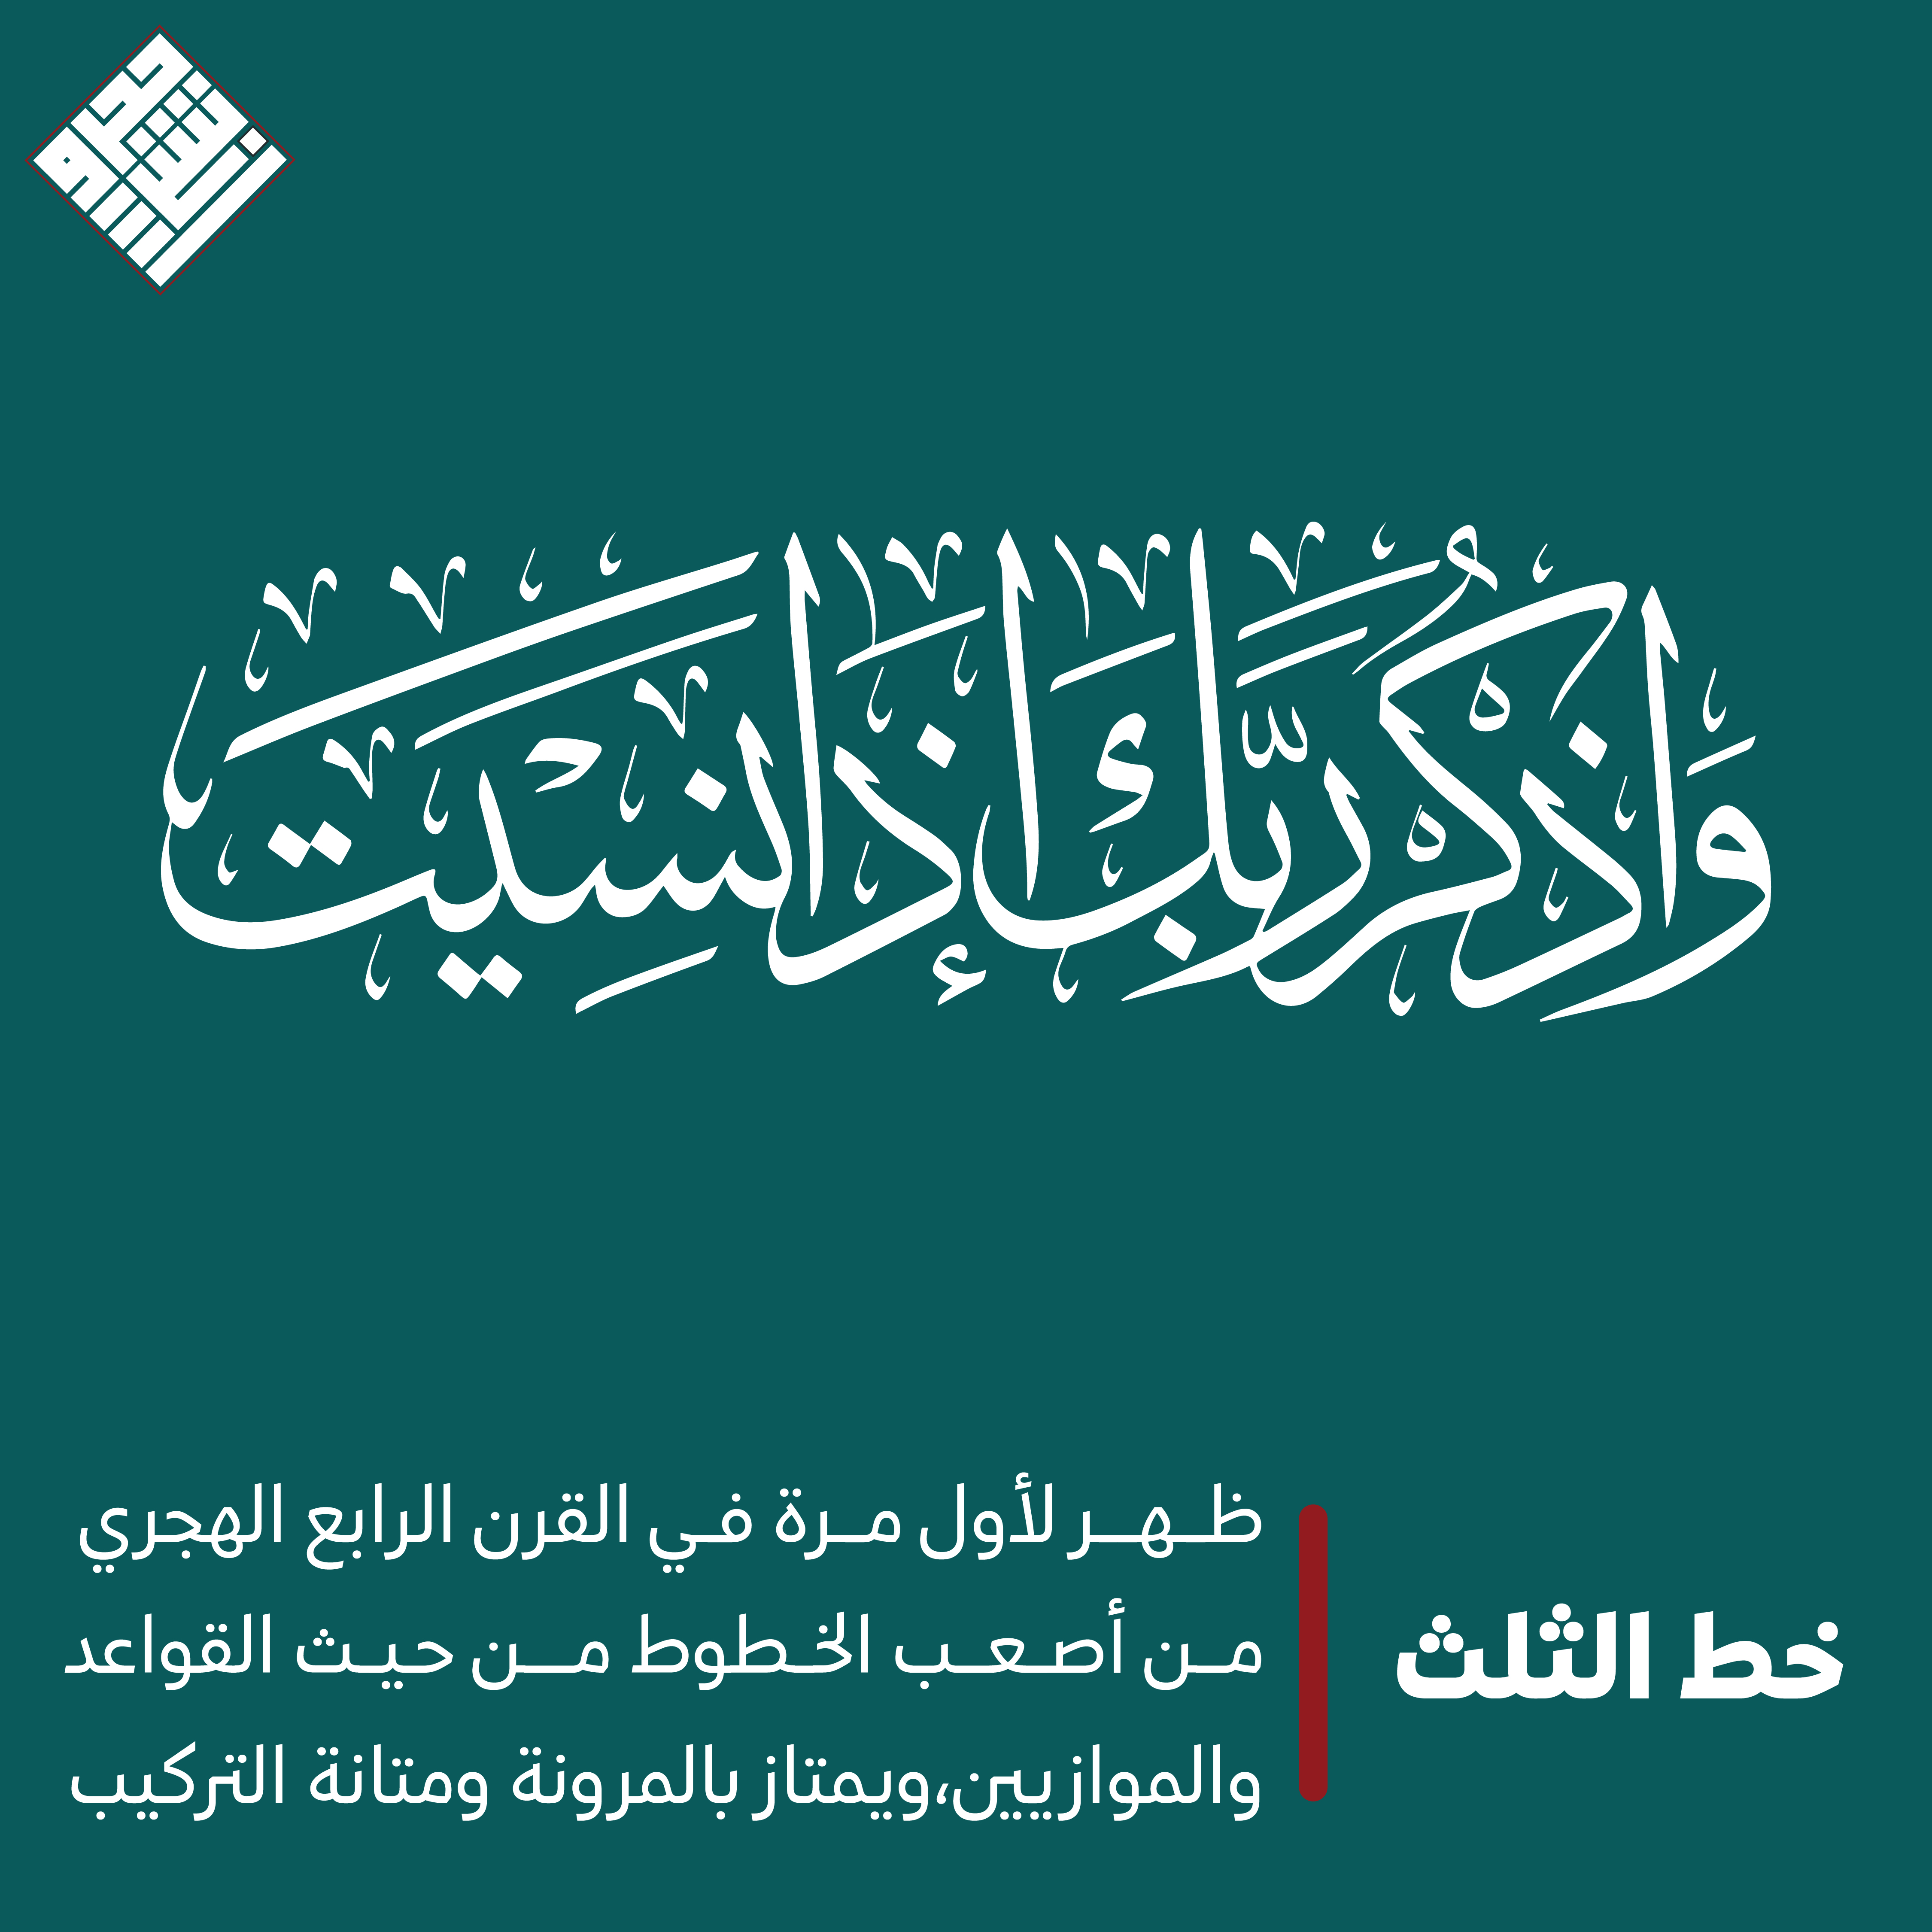 وَاذْكُرْ رَبَّكَ إِذَا نَسِيتَ
خط الثلث
ظهر لأول مرة في القرن الرابع الهجري
من أصعب الخطوط من حيث القواعد
والموازيين،ويمتاز بالمرونة ومتانة التركيب